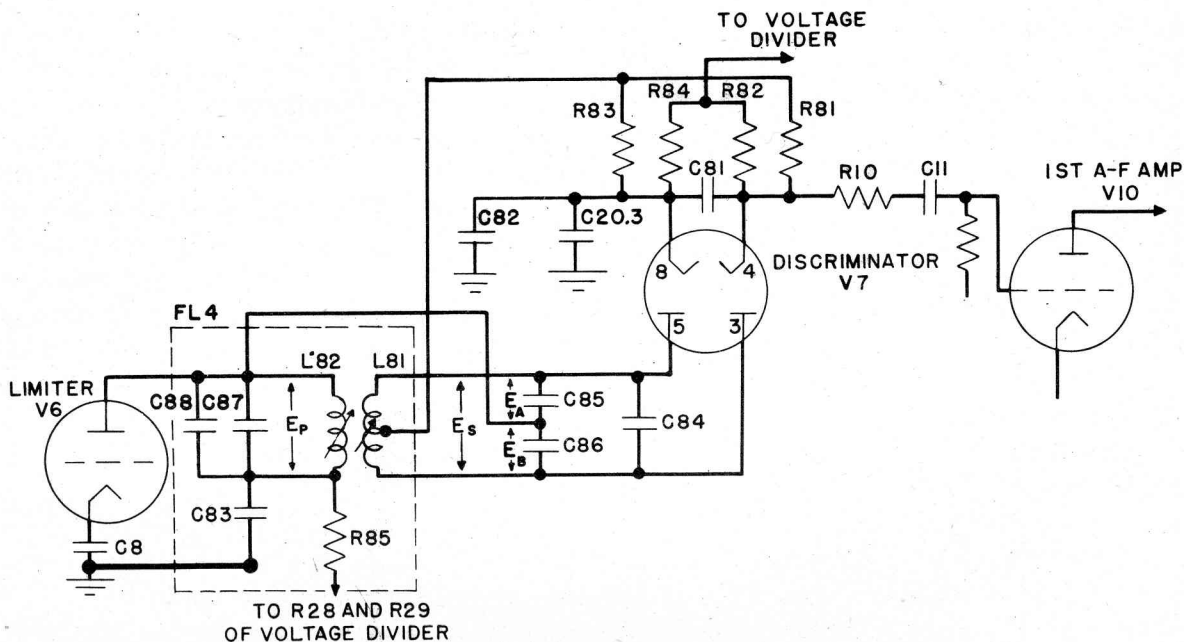 TO VOLTAGE
DIVIDER
R83
R84
R82
R81
C81
R10
C11
1ST A-F AMP
V10
C82
C20.3
8
4
DISCRIMINATOR
V7
5
3
FL4
L82
L81
LIMITER
V6
C88
C87
EP
ES
EA
C85
C84
EB
C86
C83
R85
C8
TO R28 AND R29
OF VOLTAGE DIVIDER